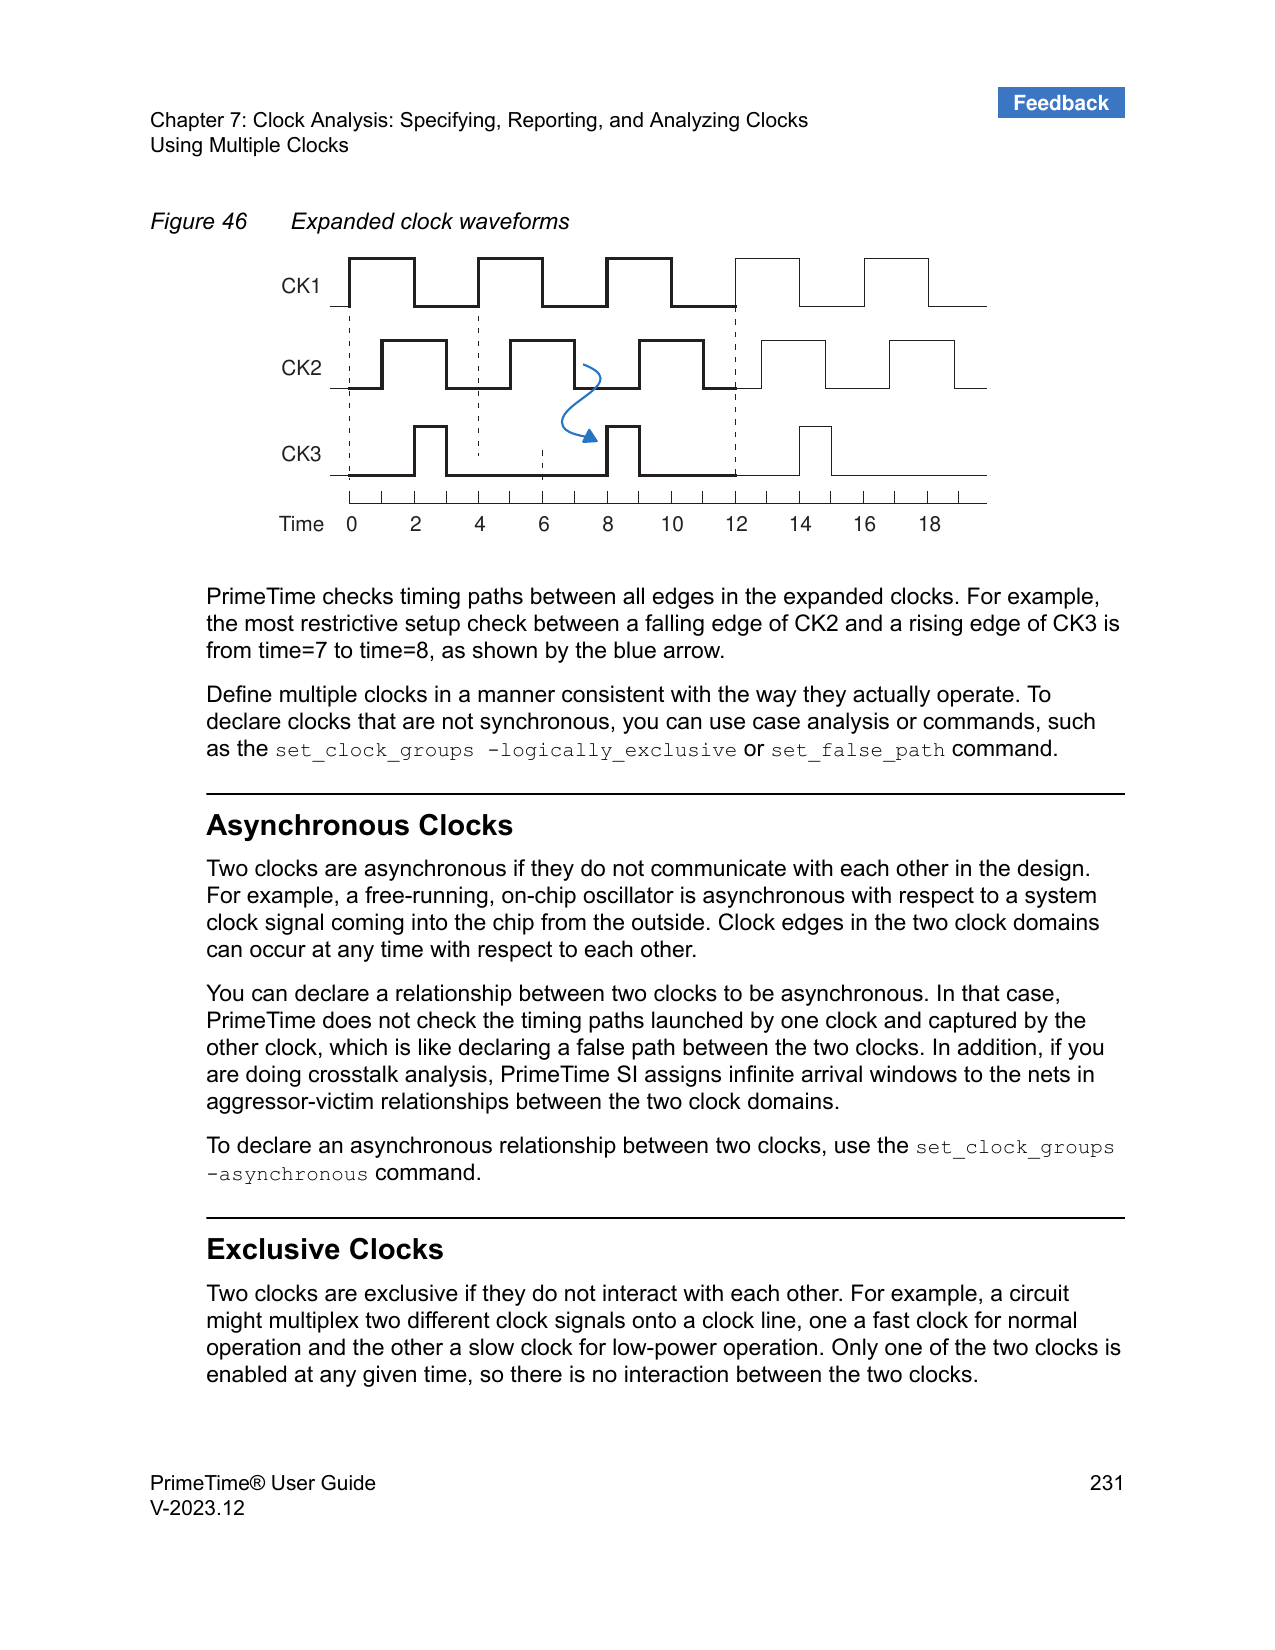 Feedback
Chapter 7: Clock Analysis: Specifying, Reporting, and Analyzing Clocks
Using Multiple Clocks
Figure 46 Expanded clock waveforms
CK1
CK2
CK3
Time 0 2 4 6 8 10 12 14 16 18
PrimeTime checks timing paths between all edges in the expanded clocks. For example,
the most restrictive setup check between a falling edge of CK2 and a rising edge of CK3 is
from time=7 to time=8, as shown by the blue arrow.
Define multiple clocks in a manner consistent with the way they actually operate. To
declare clocks that are not synchronous, you can use case analysis or commands, such
as the set_clock_groups -logically_exclusive or set_false_path command.
Asynchronous Clocks
Two clocks are asynchronous if they do not communicate with each other in the design.
For example, a free-running, on-chip oscillator is asynchronous with respect to a system
clock signal coming into the chip from the outside. Clock edges in the two clock domains
can occur at any time with respect to each other.
You can declare a relationship between two clocks to be asynchronous. In that case,
PrimeTime does not check the timing paths launched by one clock and captured by the
other clock, which is like declaring a false path between the two clocks. In addition, if you
are doing crosstalk analysis, PrimeTime SI assigns infinite arrival windows to the nets in
aggressor-victim relationships between the two clock domains.
To declare an asynchronous relationship between two clocks, use the set_clock_groups
-asynchronous command.
Exclusive Clocks
Two clocks are exclusive if they do not interact with each other. For example, a circuit
might multiplex two different clock signals onto a clock line, one a fast clock for normal
operation and the other a slow clock for low-power operation. Only one of the two clocks is
enabled at any given time, so there is no interaction between the two clocks.
PrimeTime® User Guide 231
V-2023.12